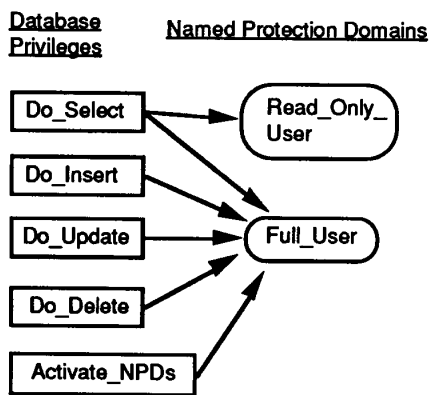 Database
Privileges
Named Protection Domains
Do_Select
Read_Only_
User
Do_Insert
Do_Update
Full_User
Do_Delete
Activate_NPDs